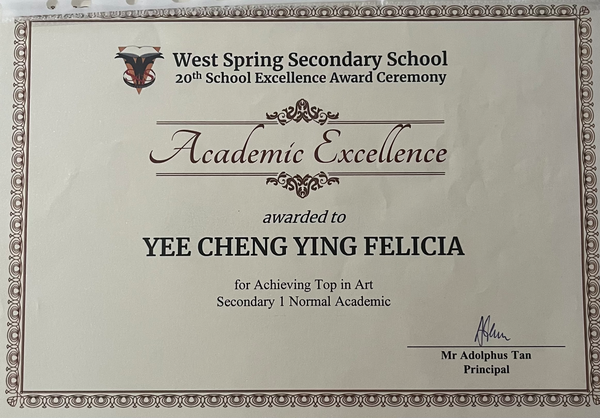 West Spring Secondary School
20th School Excellence Award Ceremony
Academic Excellence
awarded to
YEE CHENG YING FELICIA
for Achieving Top in Art
Secondary 1 Normal Academic
Mr Adolphus Tan
Principal